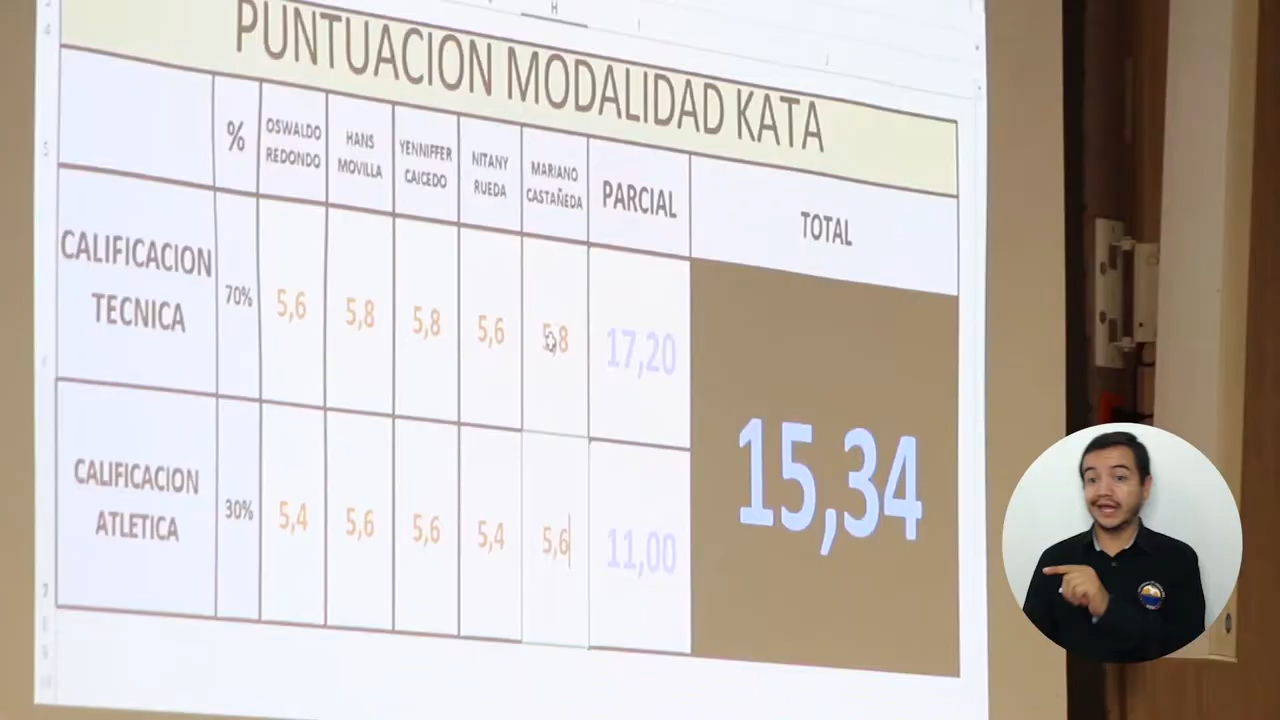 H
PUNTUACION MODALIDAD KATA
%
OSWALDO
REDONDO
HANS
MOVILLA
YENNIFFER
CAICEDO
NITANY
RUEDA
MARIANO
CASTAÑEDA
PARCIAL
TOTAL
CALIFICACION
TECNICA
70%
5,6
5,8
5,8
5,6
5,8
17,20
15,34
CALIFICACION
ATLETICA
30%
5,4
5,6
5,6
5,4
5,6
11,00